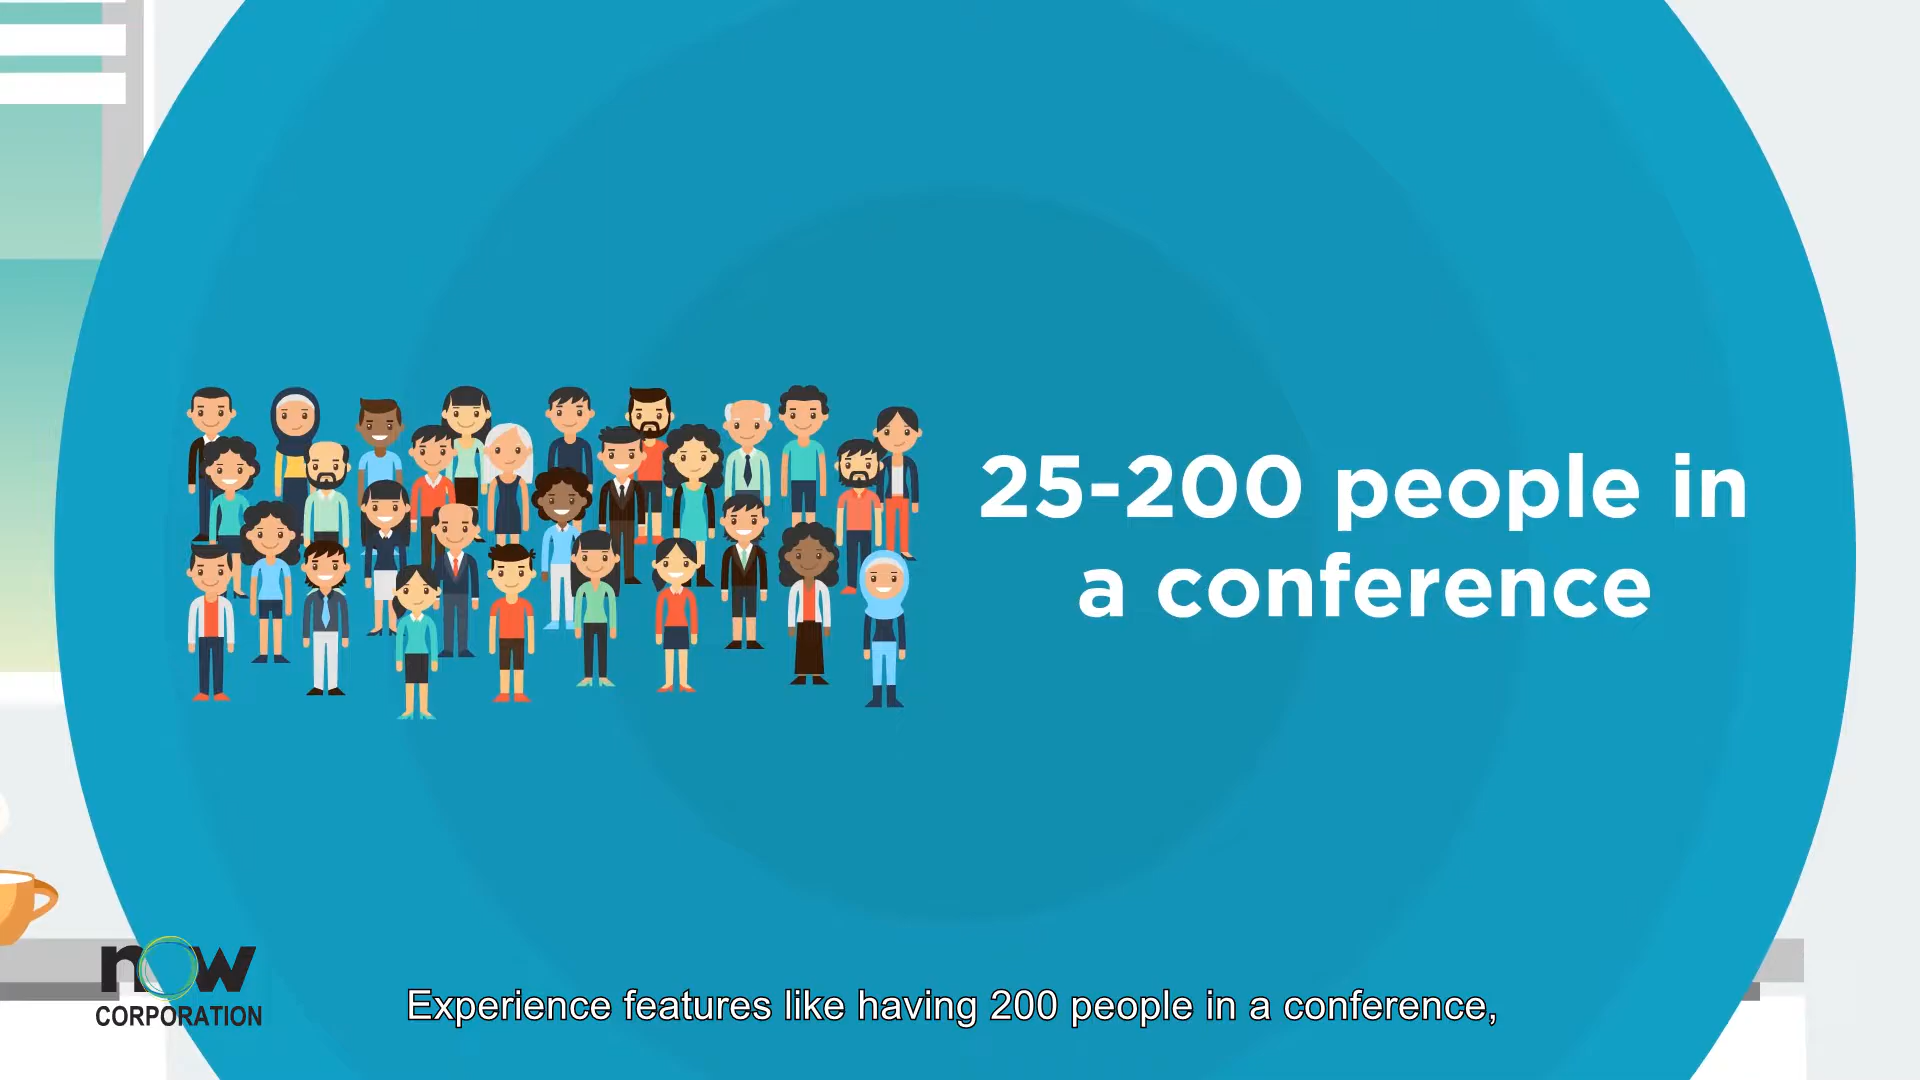 25-200 people in
a conference
now
CORPORATION
Experience features like having 200 people in a conference,